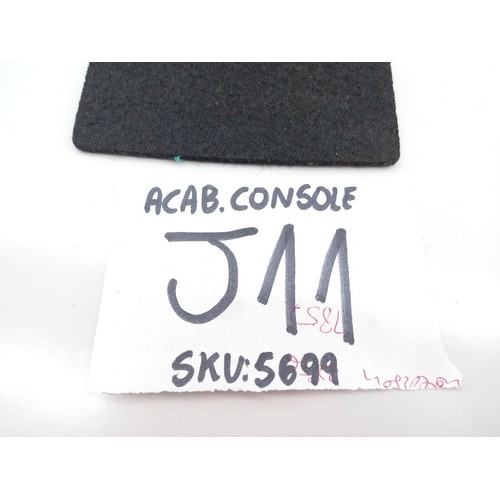 ACAB. CONSOLE
J11
SKU: 5699